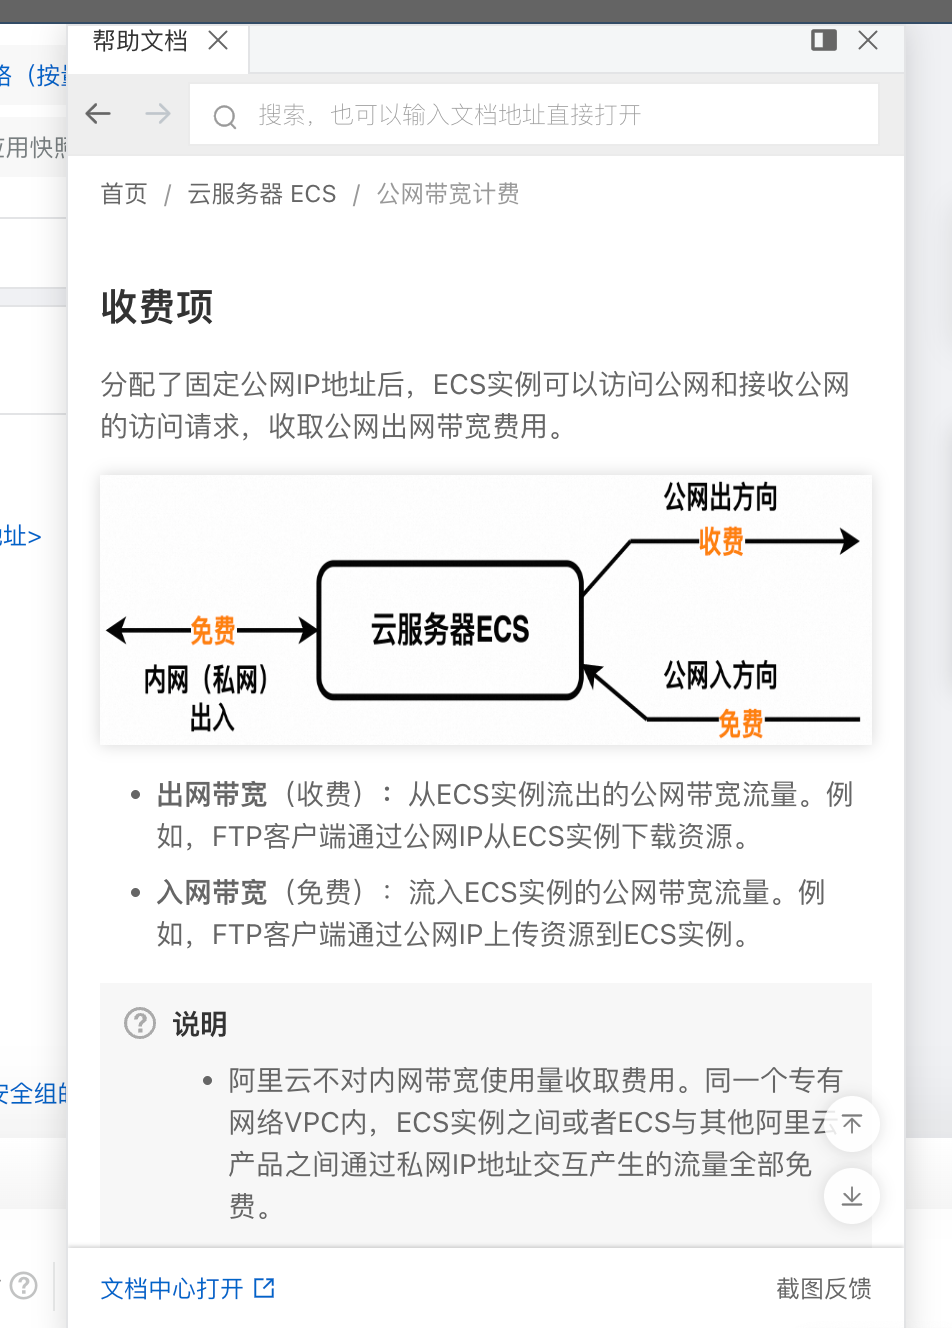 帮助文档
搜索，也可以输入文档地址直接打开
首页 / 云服务器 ECS / 公网带宽计费
收费项
分配了固定公网IP地址后，ECS实例可以访问公网和接收公网
的访问请求，收取公网出网带宽费用。
公网出方向
收费
免费
云服务器ECS
内网（私网）
出入
公网入方向
免费
• 出网带宽（收费）：从ECS实例流出的公网带宽流量。例
如，FTP客户端通过公网IP从ECS实例下载资源。
• 入网带宽（免费）：流入ECS实例的公网带宽流量。例
如，FTP客户端通过公网IP上传资源到ECS实例。
说明
• 阿里云不对内网带宽使用量收取费用。同一个专有
网络VPC内，ECS实例之间或者ECS与其他阿里云
产品之间通过私网IP地址交互产生的流量全部免
费。
文档中心打开
截图反馈
用快照
址>
安全组的